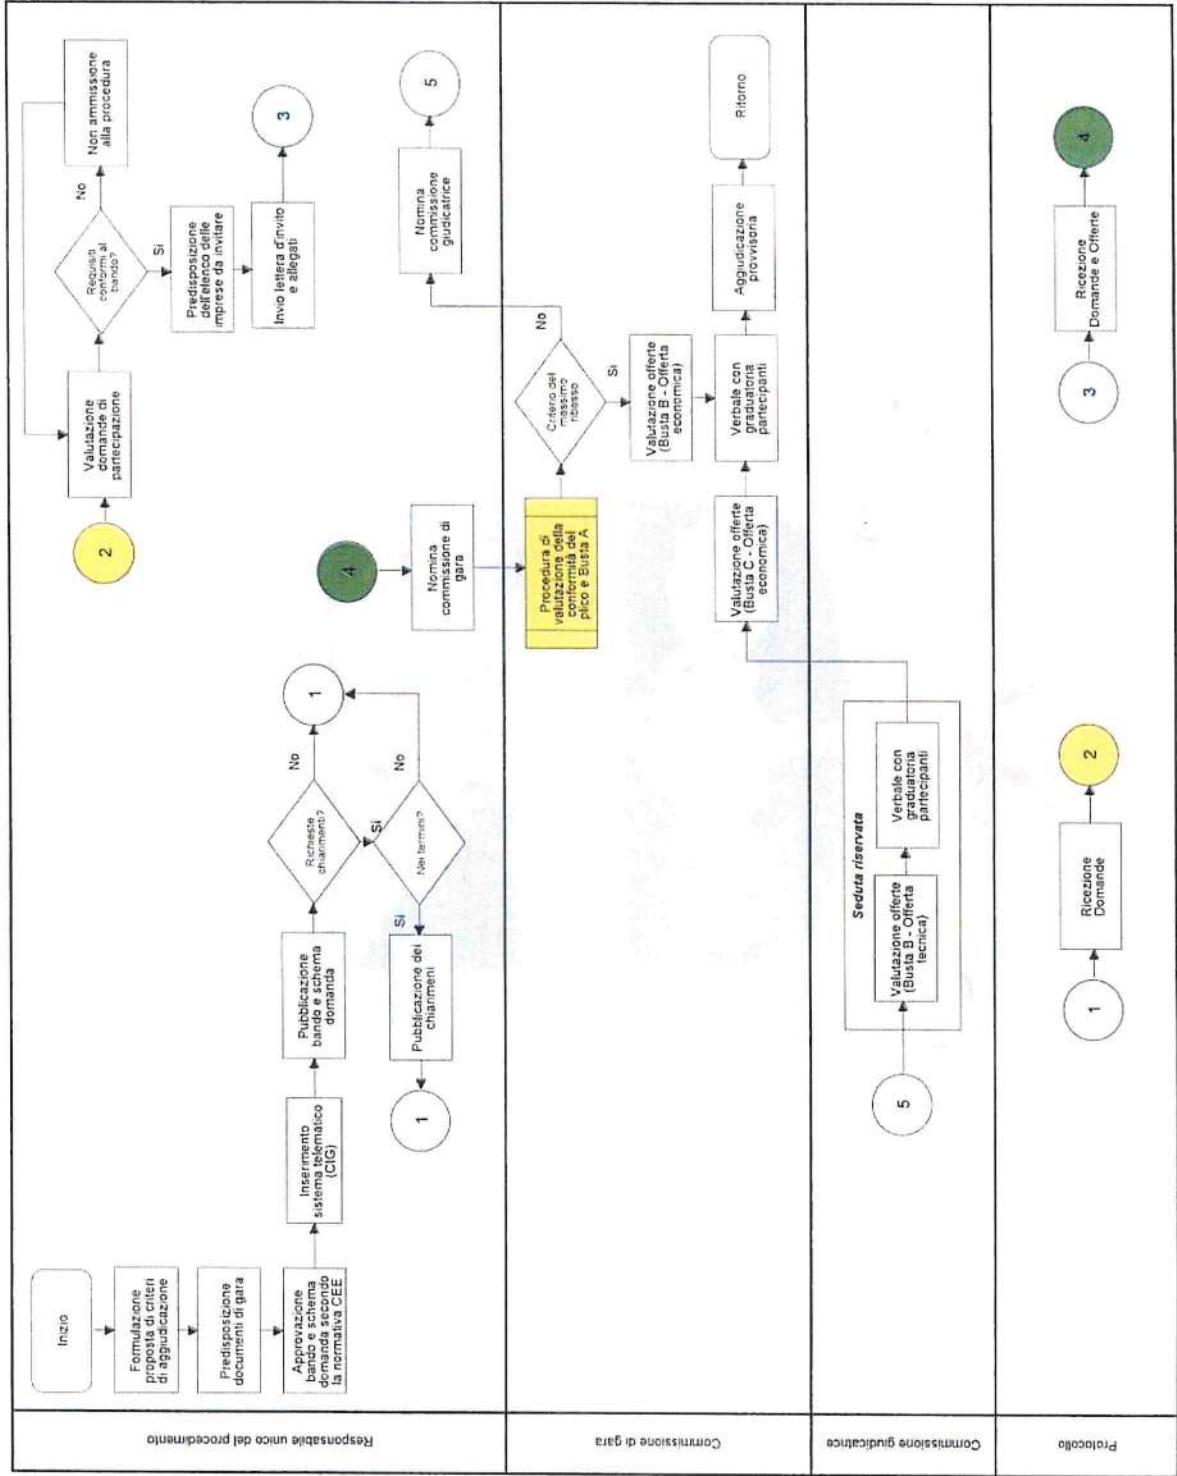 Responsabile unico del procedimento
Inizio
Formulazione
proposta di criteri
di aggiudicazione
Predisposizione
documenti di gara
Approvazione
bando e schema
domanda secondo
la normativa CEE
Inserimento
sistema telematico
(CIG)
Pubblicazione
bando e schema
domanda
Richieste
chiarimenti?
No
Si
1
Nei termini?
No
Si
Pubblicazione dei
chiarimeni
1
2
Valutazione
domande di
partecipazione
Requisiti
conformi al
bando?
No
Non ammissione
alla procedura
Si
Predisposizione
dell'elenco delle
imprese da invitare
Invio lettera d'invito
e allegati
3
4
Nomina
commissione di
gara
Nomina
commissione
giudicatrice
5
Commissione di gara
Procedura di
valutazione della
conformità del
plico e Busta A
Criterio del
massimo
ribasso
No
Si
Valutazione offerte
(Busta B - Offerta
economica)
Valutazione offerte
(Busta C - Offerta
economica)
Verbale con
graduatoria
partecipanti
Aggiudicazione
provvisoria
Ritorno
Commissione giudicatrice
5
Seduta riservata
Valutazione offerte
(Busta B - Offerta
tecnica)
Verbale con
graduatoria
partecipanti
Protocollo
1
Ricezione
Domande
2
3
Ricezione
Domande e Offerte
4